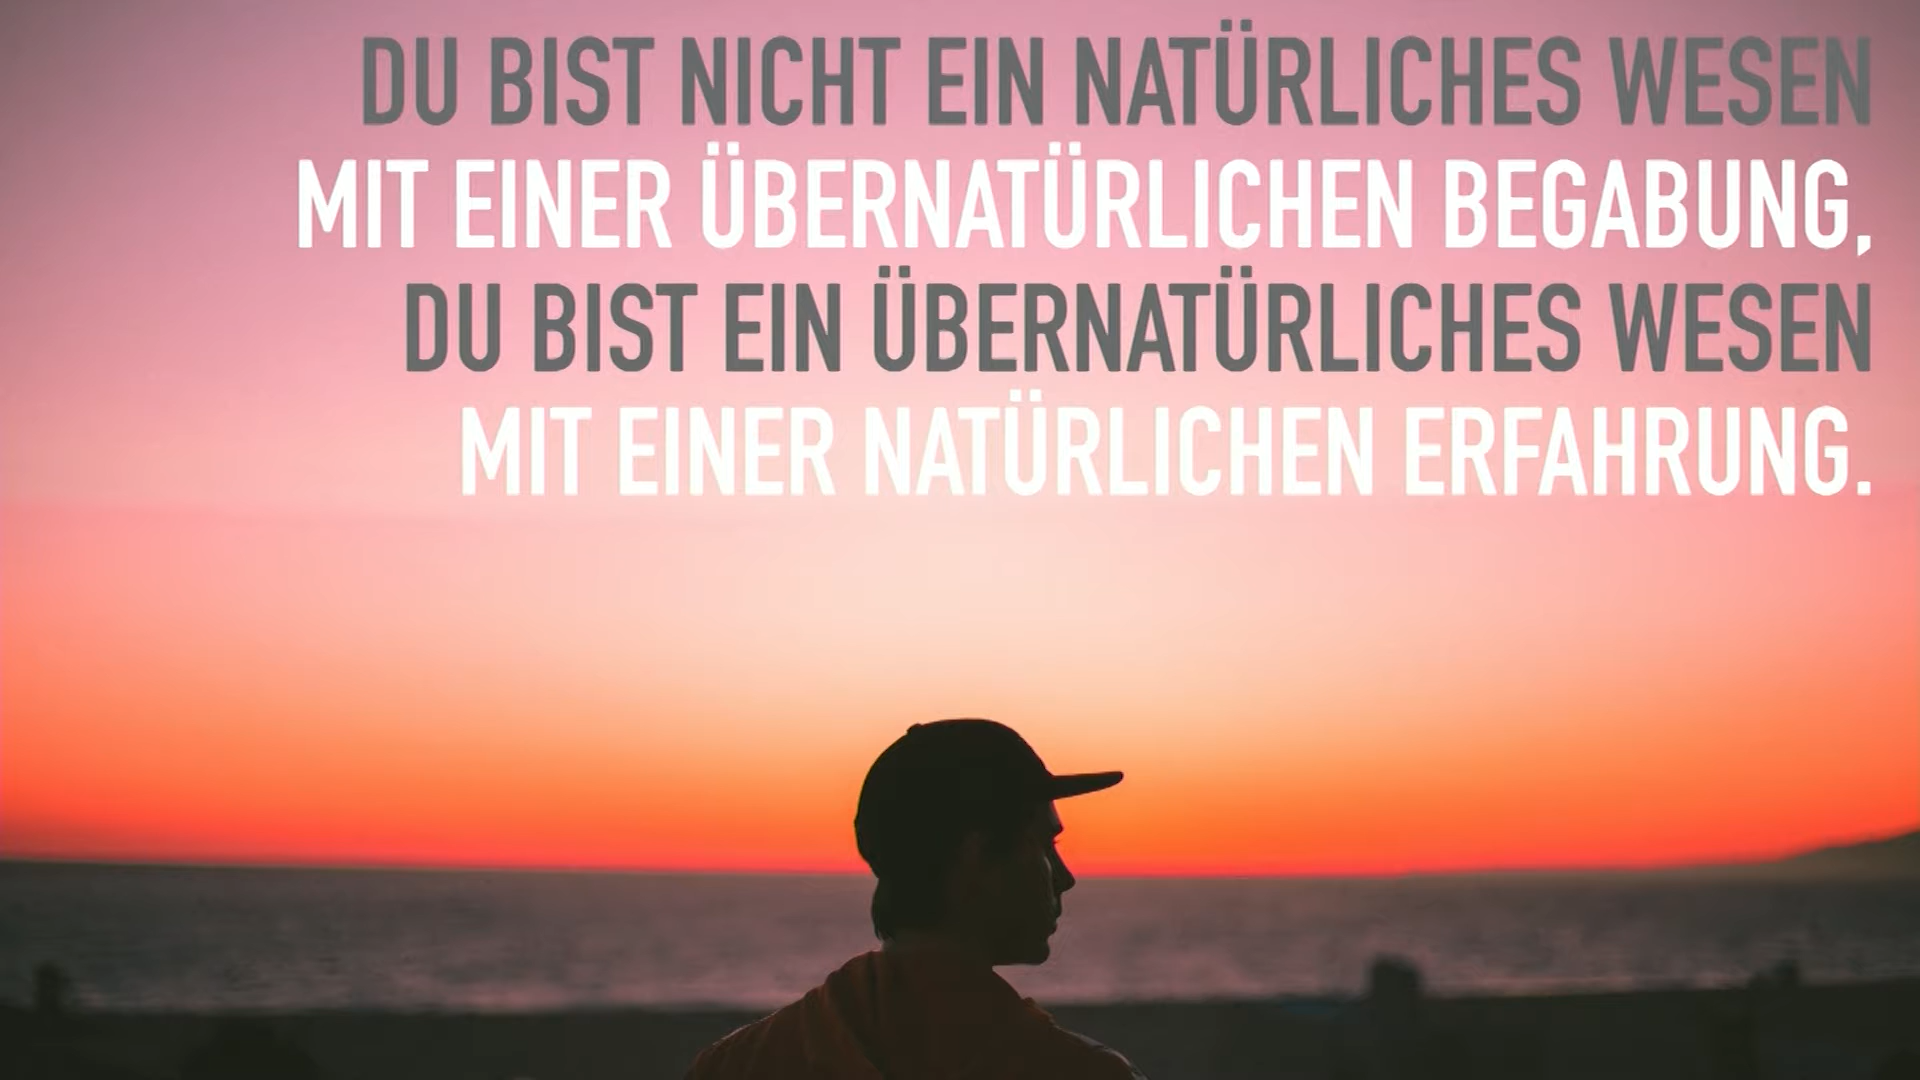 DU BIST NICHT EIN NATÜRLICHES WESEN
MIT EINER ÜBERNATÜRLICHEN BEGABUNG,
DU BIST EIN ÜBERNATÜRLICHES WESEN
MIT EINER NATÜRLICHEN ERFAHRUNG.